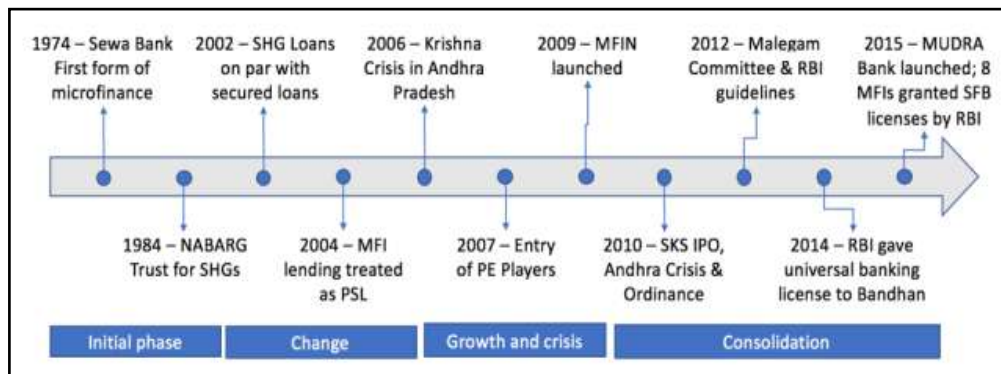 1974 – Sewa Bank
First form of
microfinance
2002 – SHG Loans
on par with
secured loans
2006 – Krishna
Crisis in Andhra
Pradesh
2009 – MFIN
launched
2012 – Malegam
Committee & RBI
guidelines
2015 – MUDRA
Bank launched; 8
MFIs granted SFB
licenses by RBI
1984 – NABARG
Trust for SHGs
2004 – MFI
lending treated
as PSL
2007 – Entry
of PE Players
2010 – SKS IPO,
Andhra Crisis &
Ordinance
2014 – RBI gave
universal banking
license to Bandhan
Initial phase
Change
Growth and crisis
Consolidation